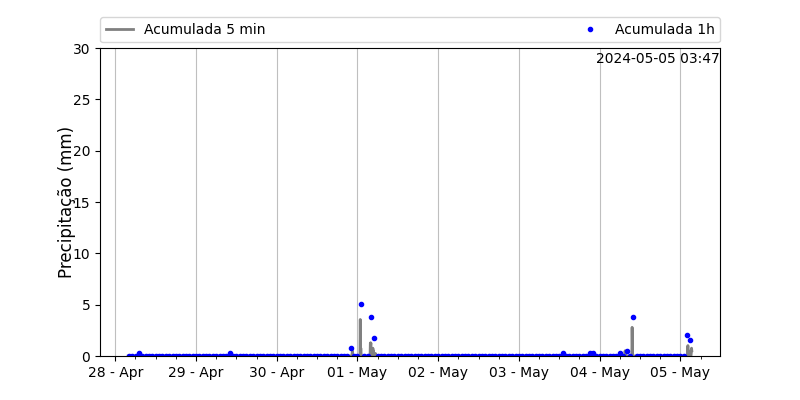 Acumulada 5 min
Acumulada 1h
2024-05-05 03:47
Precipitação (mm)
30
25
20
15
10
5
0
28 - Apr
29 - Apr
30 - Apr
01 - May
02 - May
03 - May
04 - May
05 - May